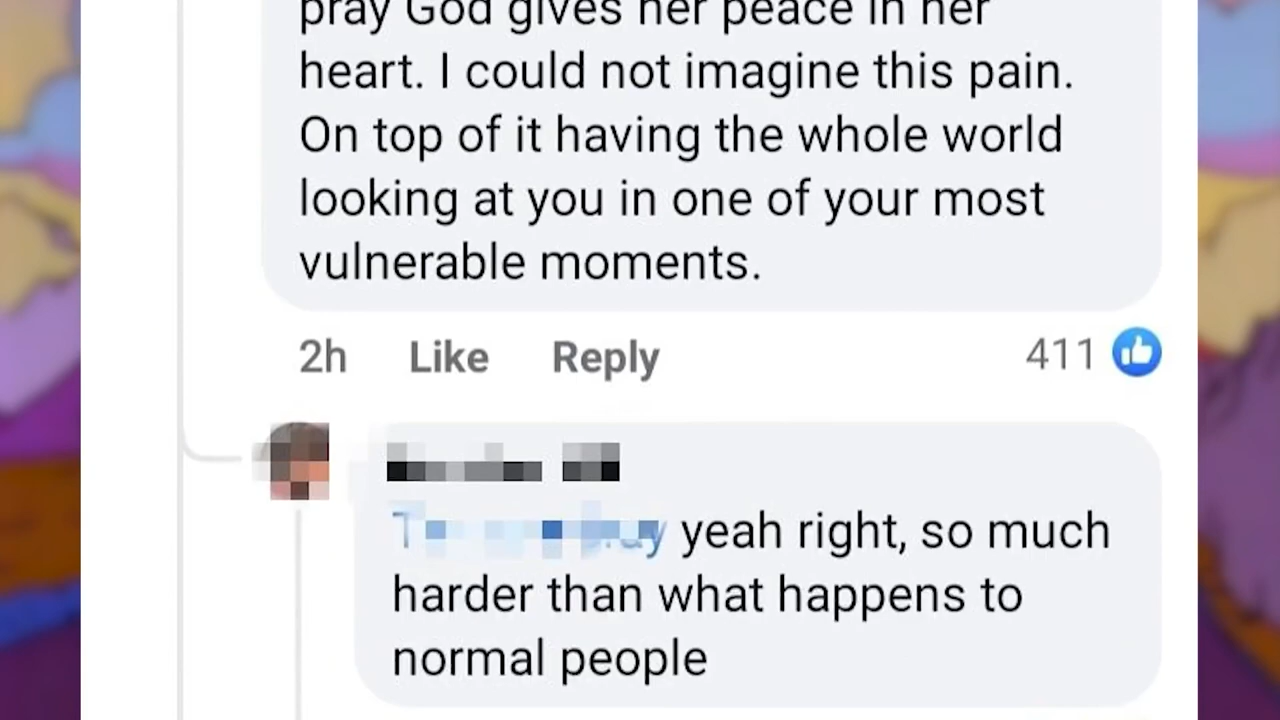 pray God gives her peace in her
heart. I could not imagine this pain.
On top of it having the whole world
looking at you in one of your most
vulnerable moments.
2h Like Reply 411
yeah right, so much
harder than what happens to
normal people